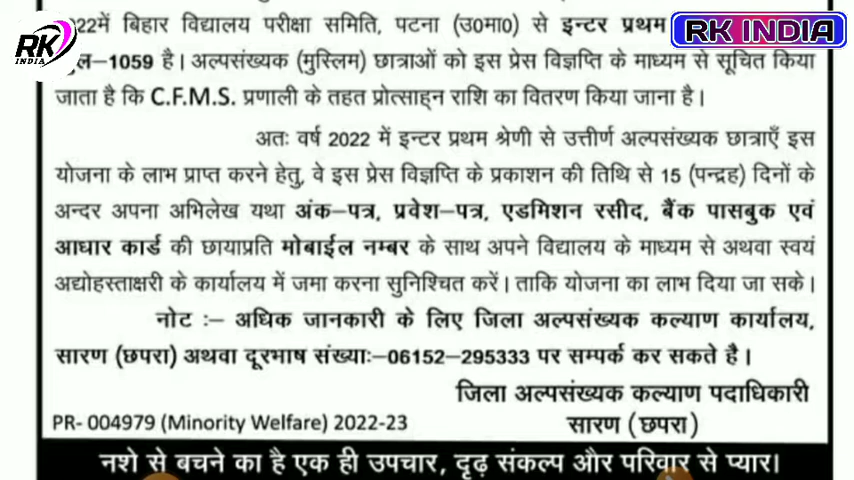 2022में बिहार विद्यालय परीक्षा समिति, पटना (उ0मा0) से इन्टर प्रथम
RK INDIA
RK
INDIA
कुल–1059 है। अल्पसंख्यक (मुस्लिम) छात्राओं को इस प्रेस विज्ञप्ति के माध्यम से सूचित किया
जाता है कि C.F.M.S. प्रणाली के तहत प्रोत्साह्न राशि का वितरण किया जाना है।
अतः वर्ष 2022 में इन्टर प्रथम श्रेणी से उत्तीर्ण अल्पसंख्यक छात्राएँ इस
योजना के लाभ प्राप्त करने हेतु, वे इस प्रेस विज्ञप्ति के प्रकाशन की तिथि से 15 (पन्द्रह) दिनों के
अन्दर अपना अभिलेख यथा अंक–पत्र, प्रवेश–पत्र, एडमिशन रसीद, बैंक पासबुक एवं
आधार कार्ड की छायाप्रति मोबाईल नम्बर के साथ अपने विद्यालय के माध्यम से अथवा स्वयं
अद्योहस्ताक्षरी के कार्यालय में जमा करना सुनिश्चित करें। ताकि योजना का लाभ दिया जा सके।
नोट :– अधिक जानकारी के लिए जिला अल्पसंख्यक कल्याण कार्यालय,
सारण (छपरा) अथवा दूरभाष संख्याः–06152–295333 पर सम्पर्क कर सकते है।
जिला अल्पसंख्यक कल्याण पदाधिकारी
PR- 004979 (Minority Welfare) 2022-23
सारण (छपरा)
नशे से बचने का है एक ही उपचार, दृढ़ संकल्प और परिवार से प्यार।